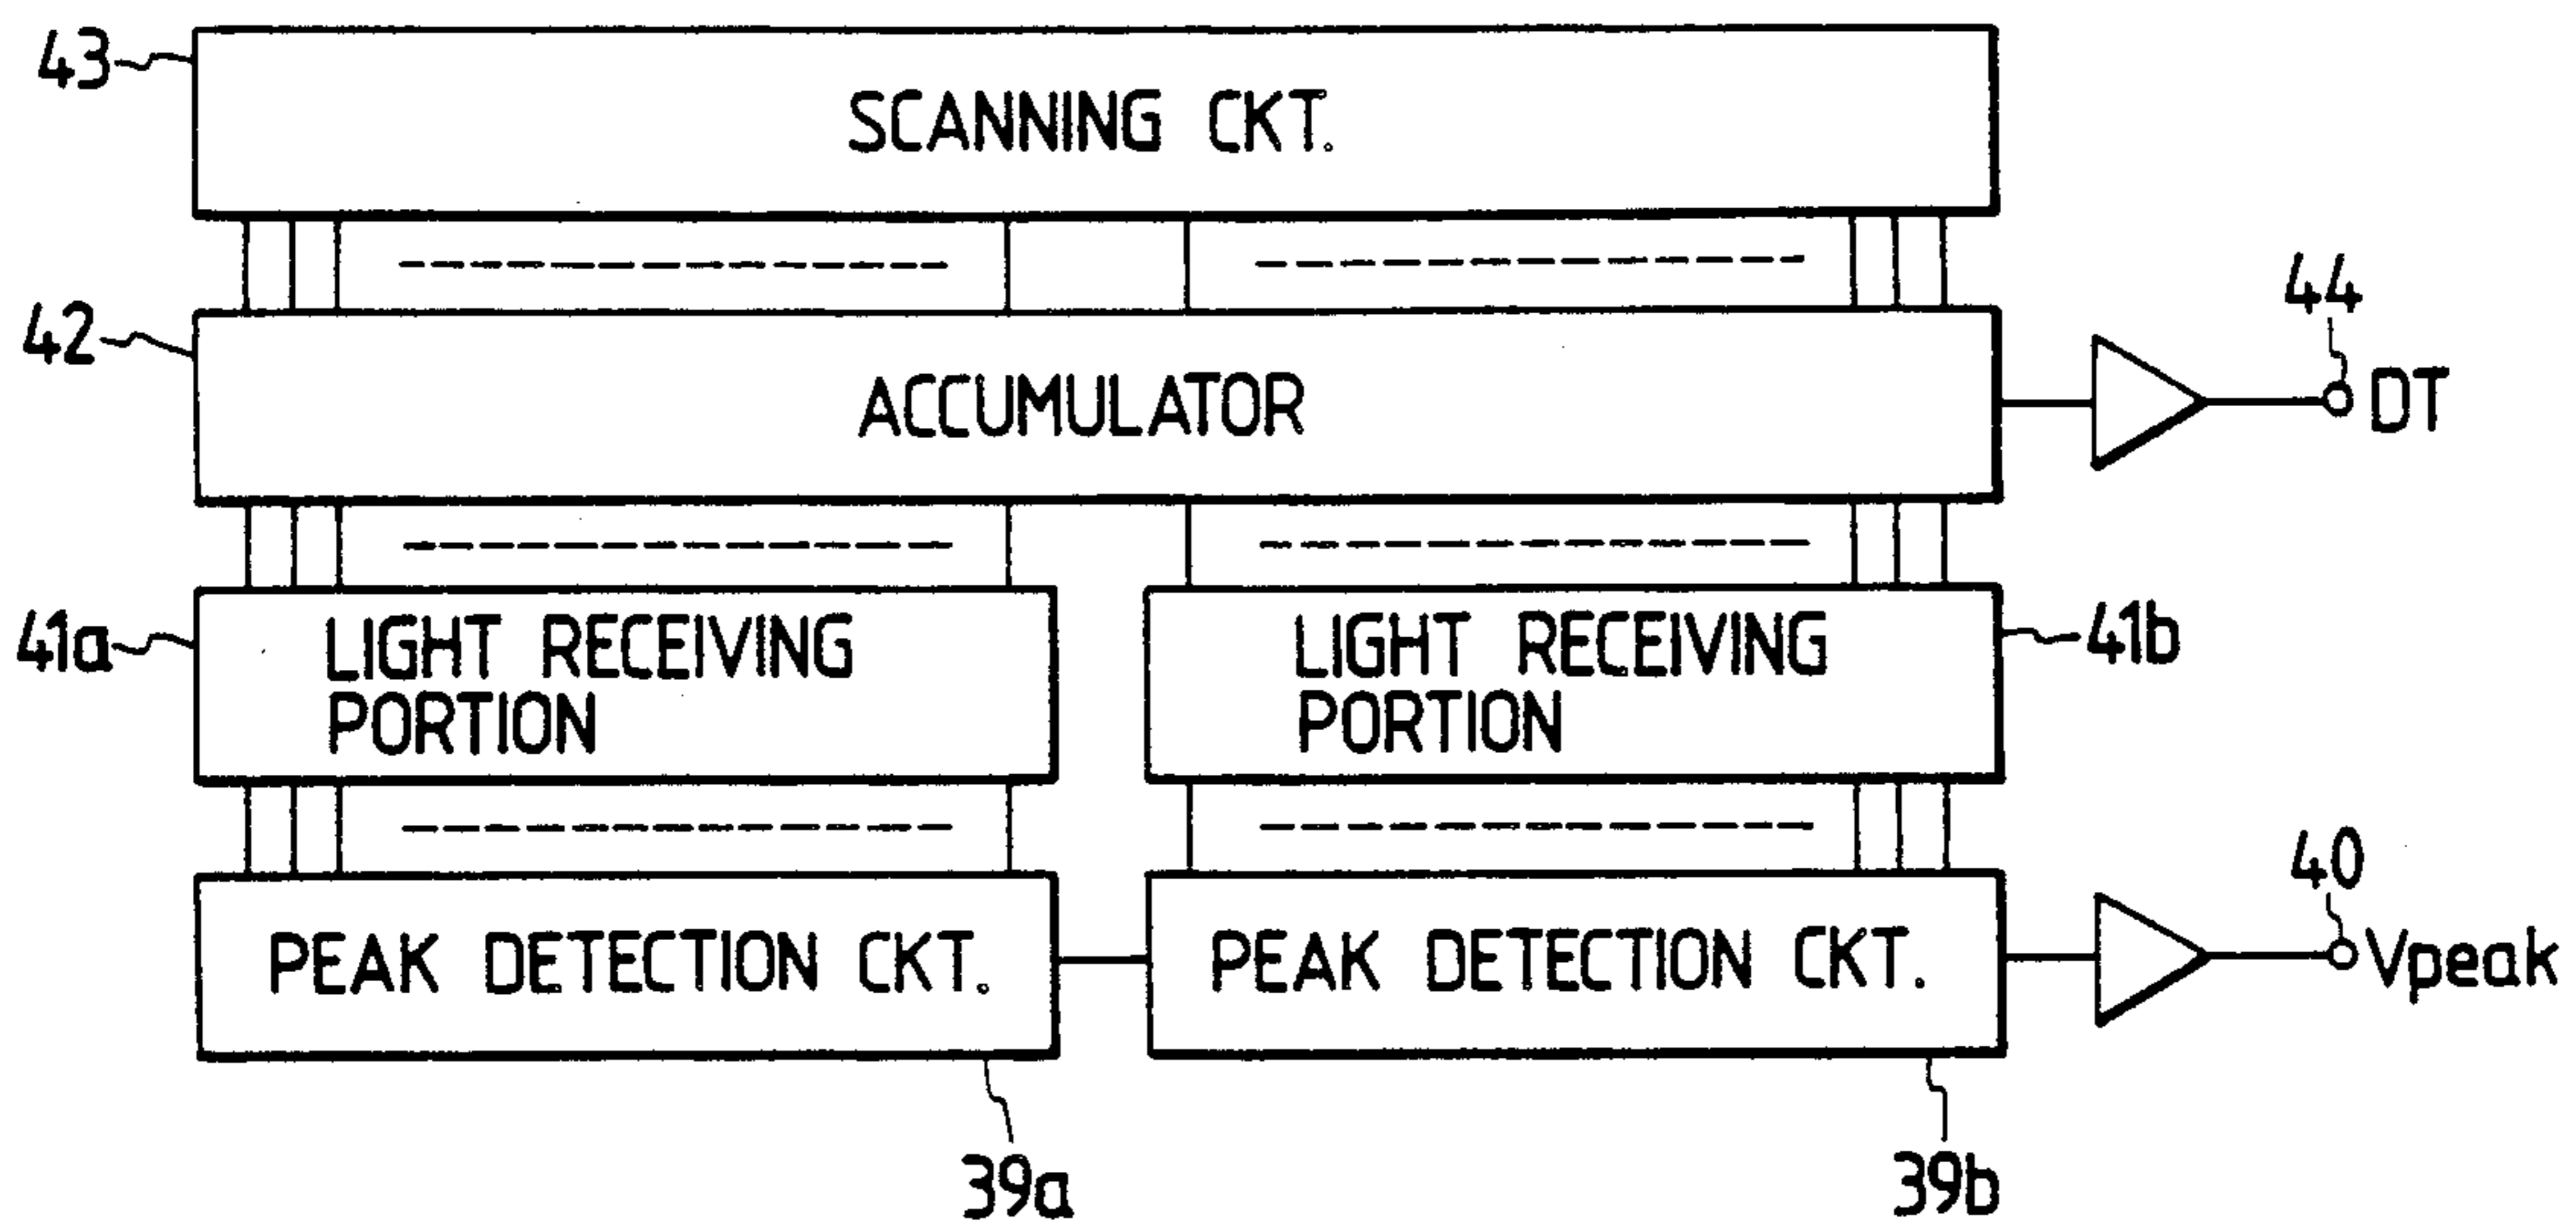 43
SCANNING CKT.
42
ACCUMULATOR
44
DT
41a
LIGHT RECEIVING
PORTION
LIGHT RECEIVING
PORTION
41b
PEAK DETECTION CKT.
PEAK DETECTION CKT.
40
Vpeak
39a
39b